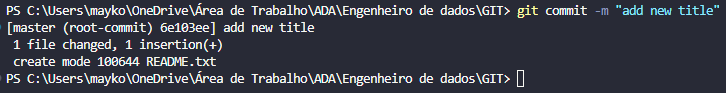 PS C:\Users\mayko\OneDrive\Área de Trabalho\ADA\Engenheiro de dados\GIT> git commit -m "add new title"
[master (root-commit) 6e103ee] add new title
 1 file changed, 1 insertion(+)
 create mode 100644 README.txt
PS C:\Users\mayko\OneDrive\Área de Trabalho\ADA\Engenheiro de dados\GIT>